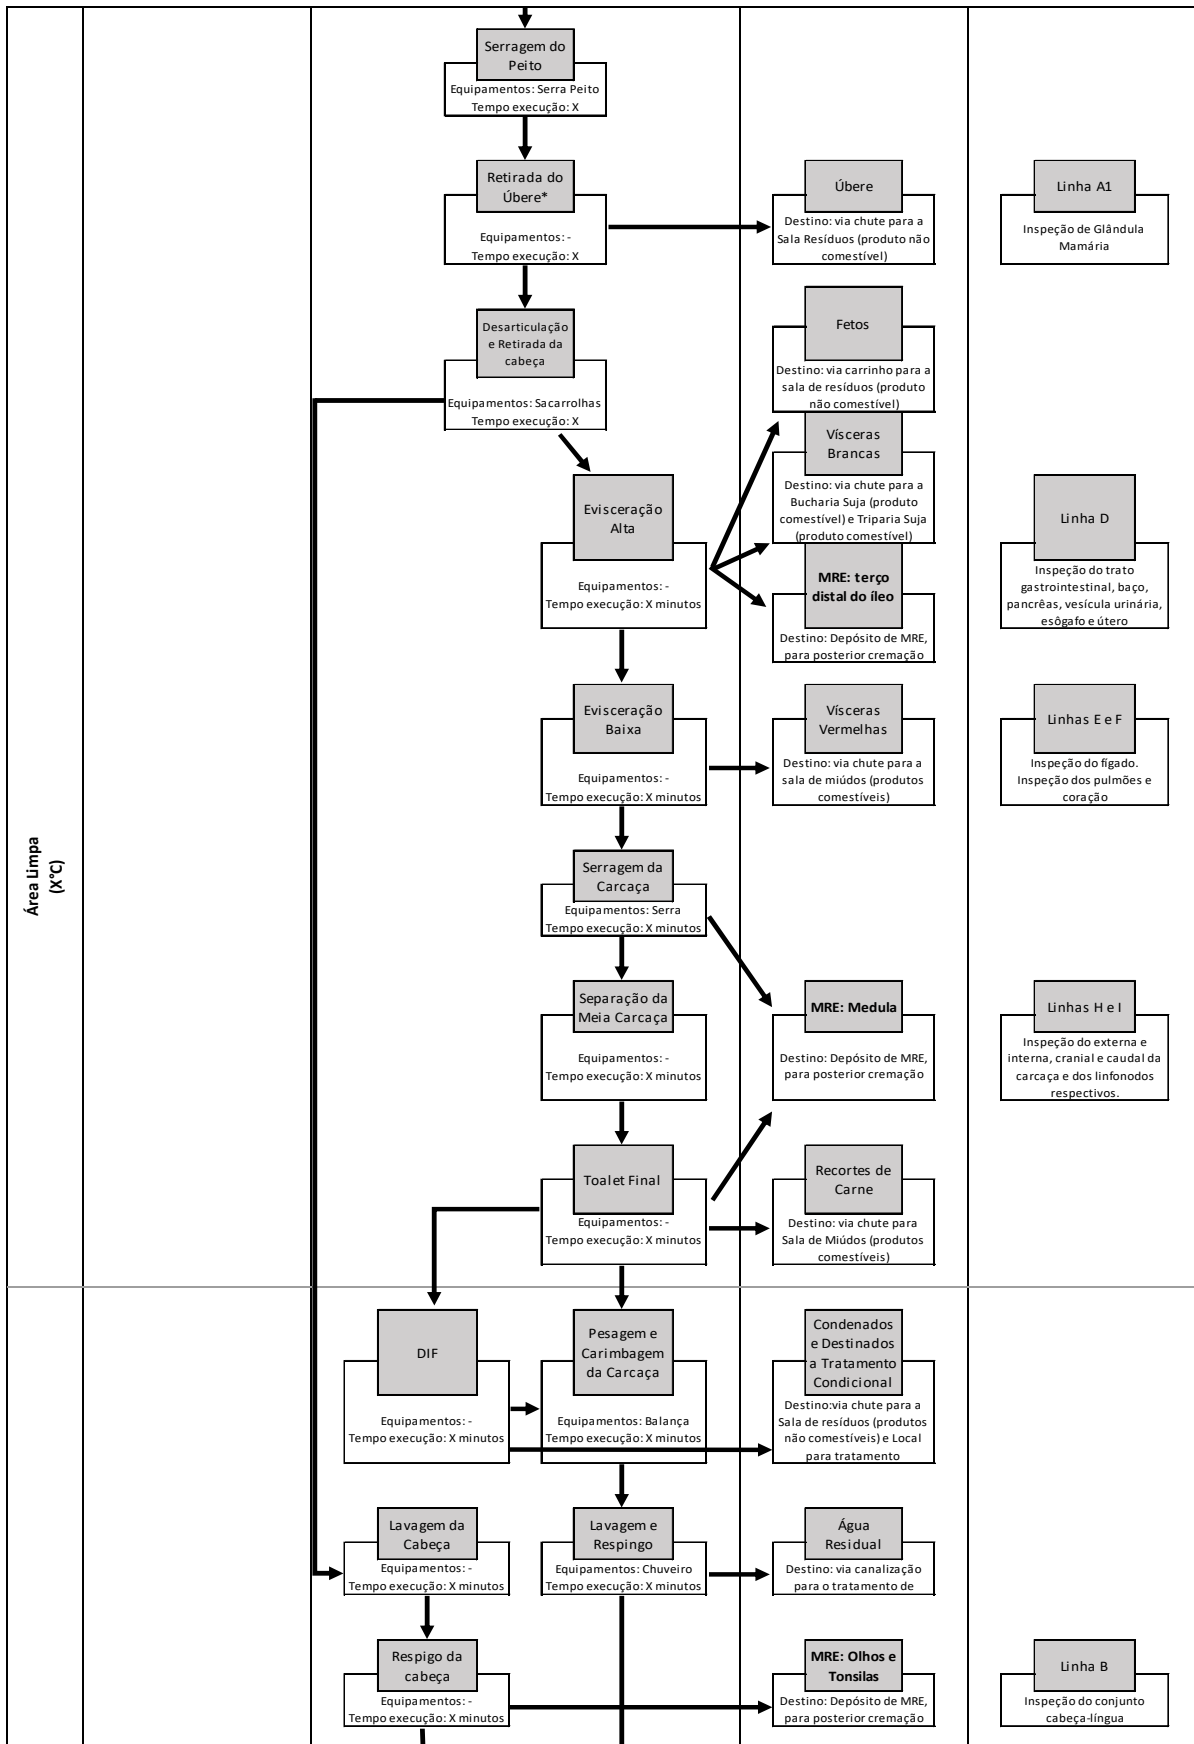 Serragem do
Peito
Equipamentos: Serra Peito
Tempo execução: X
Retirada do
Úbere*
Equipamentos: -
Tempo execução: X
Úbere
Destino: via chute para a
Sala Resíduos (produto não
comestível)
Linha A1
Inspeção de Glândula
Mamária
Desarticulação
e Retirada da
cabeça
Equipamentos: Sacarrolhas
Tempo execução: X
Fetos
Destino: via carrinho para a
sala de resíduos (produto
não comestível)
Vísceras
Brancas
Destino: via chute para a
Bucharia Suja (produto
comestível) e Triparia Suja
(produto comestível)
Evisceração
Alta
Equipamentos: -
Tempo execução: X minutos
MRE: terço
distal do íleo
Destino: Depósito de MRE,
para posterior cremação
Linha D
Inspeção do trato
gastrointestinal, baço,
pancrêas, vesícula urinária,
esôgafo e útero
Evisceração
Baixa
Equipamentos: -
Tempo execução: X minutos
Vísceras
Vermelhas
Destino: via chute para a
sala de miúdos (produtos
comestíveis)
Linhas E e F
Inspeção do fígado.
Inspeção dos pulmões e
coração
Área Limpa
(X°C)
Serragem da
Carcaça
Equipamentos: Serra
Tempo execução: X minutos
Separação da
Meia Carcaça
Equipamentos: -
Tempo execução: X minutos
MRE: Medula
Destino: Depósito de MRE,
para posterior cremação
Linhas H e I
Inspeção do externa e
interna, cranial e caudal da
carcaça e dos linfonodos
respectivos.
Toalet Final
Equipamentos: -
Tempo execução: X minutos
Recortes de
Carne
Destino: via chute para
Sala de Miúdos (produtos
comestíveis)
DIF
Equipamentos: -
Tempo execução: X minutos
Pesagem e
Carimbagem
da Carcaça
Equipamentos: Balança
Tempo execução: X minutos
Condenados
e Destinados
a Tratamento
Condicional
Destino:via chute para a
Sala de resíduos (produtos
não comestíveis) e Local
para tratamento
Lavagem da
Cabeça
Equipamentos: -
Tempo execução: X minutos
Lavagem e
Respingo
Equipamentos: Chuveiro
Tempo execução: X minutos
Água
Residual
Destino: via canalização
para o tratamento de
Respigo da
cabeça
Equipamentos: -
Tempo execução: X minutos
MRE: Olhos e
Tonsilas
Destino: Depósito de MRE,
para posterior cremação
Linha B
Inspeção do conjunto
cabeça-língua